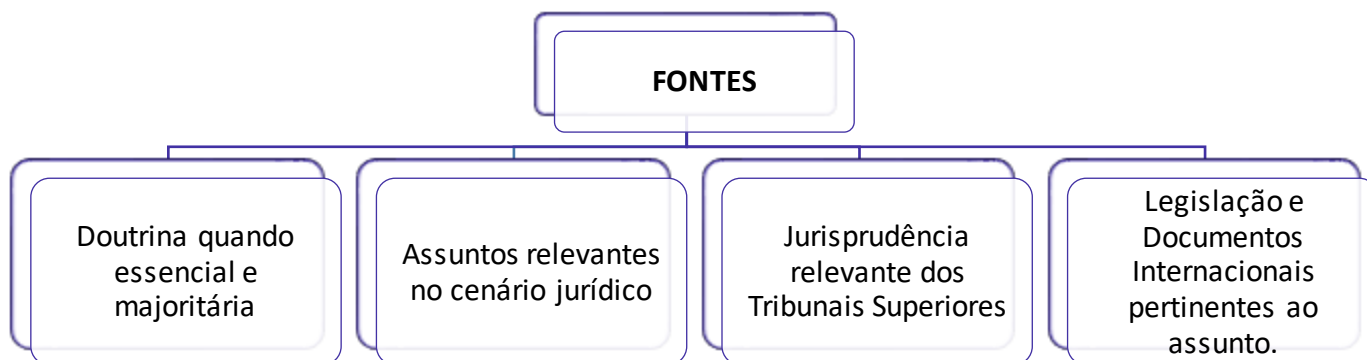 FONTES
Doutrina quando
essencial e
majoritária
Assuntos relevantes
no cenário jurídico
Jurisprudência
relevante dos
Tribunais Superiores
Legislação e
Documentos
Internacionais
pertinentes ao
assunto.